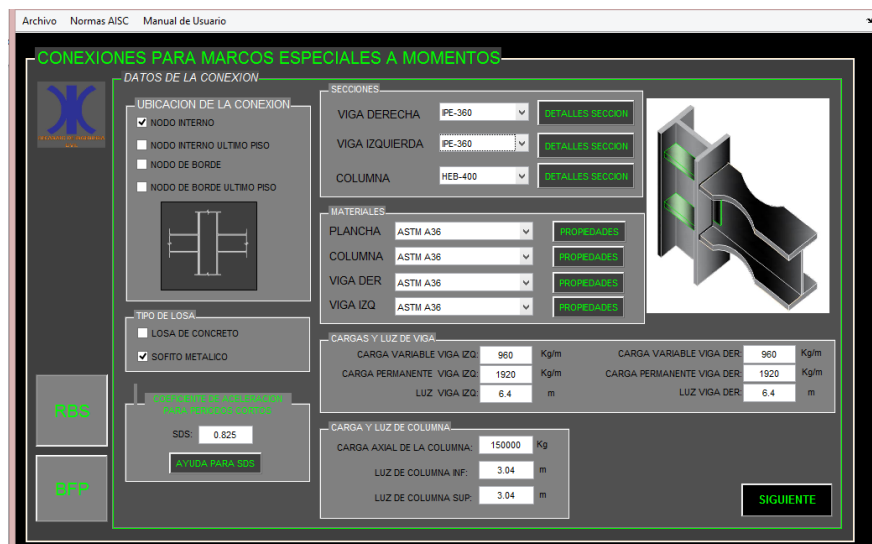 Archivo Normas AISC Manual de Usuario
CONEXIONES PARA MARCOS ESPECIALES A MOMENTOS
DATOS DE LA CONEXION
UBICACION DE LA CONEXION
NODO INTERNO
NODO INTERNO ULTIMO PISO
NODO DE BORDE
NODO DE BORDE ULTIMO PISO
TIPO DE LOSA
LOSA DE CONCRETO
SOFITO METALICO
COEFICIENTE DE ACELERACION
PARA PERIODOS CORTOS
SDS: 0.825
AYUDA PARA SDS
RBS
BFP
SECCIONES
VIGA DERECHA IPE-360 DETALLES SECCION
VIGA IZQUIERDA IPE-360 DETALLES SECCION
COLUMNA HEB-400 DETALLES SECCION
MATERIALES
PLANCHA ASTM A36 PROPIEDADES
COLUMNA ASTM A36 PROPIEDADES
VIGA DER ASTM A36 PROPIEDADES
VIGA IZQ ASTM A36 PROPIEDADES
CARGAS Y LUZ DE VIGA
CARGA VARIABLE VIGA IZQ: 960 Kg/m CARGA VARIABLE VIGA DER: 960 Kg/m
CARGA PERMANENTE VIGA IZQ: 1920 Kg/m CARGA PERMANENTE VIGA DER: 1920 Kg/m
LUZ VIGA IZQ: 6.4 m LUZ VIGA DER: 6.4 m
CARGA Y LUZ DE COLUMNA
CARGA AXIAL DE LA COLUMNA: 150000 Kg
LUZ DE COLUMNA INF: 3.04 m
LUZ DE COLUMNA SUP: 3.04 m
SIGUIENTE